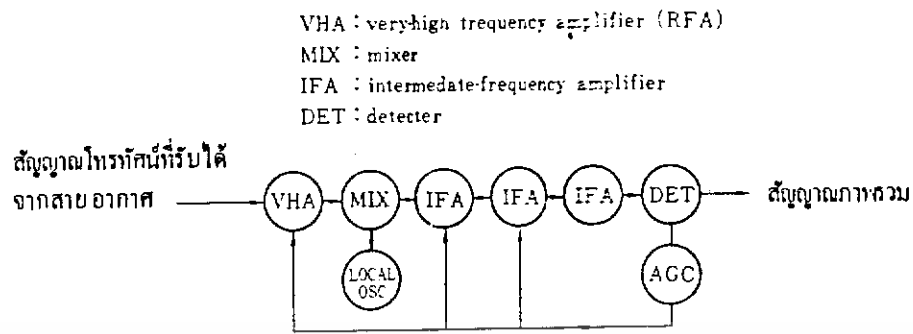 VHA : very-high trequency amplifier (RFA)
MIX : mixer
IFA : intermedate-frequency amplifier
DET : detecter
สัญญาณโทรทัศน์ที่รับได้
จากสายอากาศ
VHA MIX IFA IFA IFA DET
สัญญาณภาพรวม
LOCAL
OSC
AGC